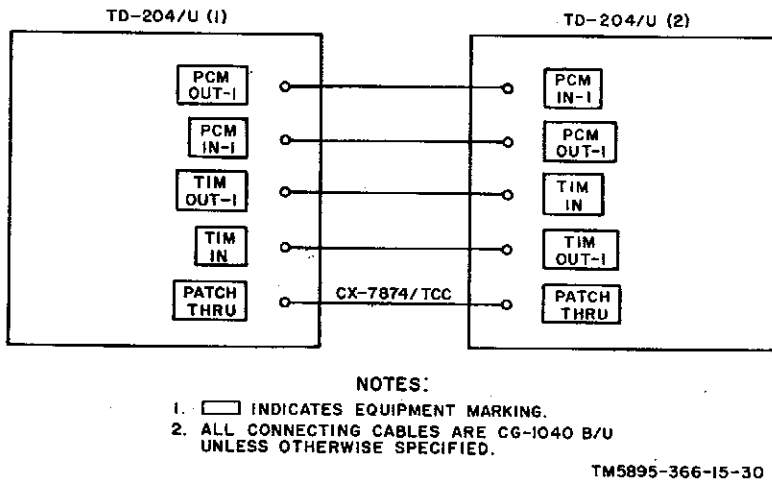 TD-204/U (1)
TD-204/U (2)
PCM
OUT-1
PCM
IN-1
PCM
IN-1
PCM
OUT-1
TIM
OUT-1
TIM
IN
TIM
IN
TIM
OUT-1
PATCH
THRU
CX-7874/TCC
PATCH
THRU
NOTES:
1. INDICATES EQUIPMENT MARKING.
2. ALL CONNECTING CABLES ARE CG-1040 B/U
UNLESS OTHERWISE SPECIFIED.
TM5895-366-15-30